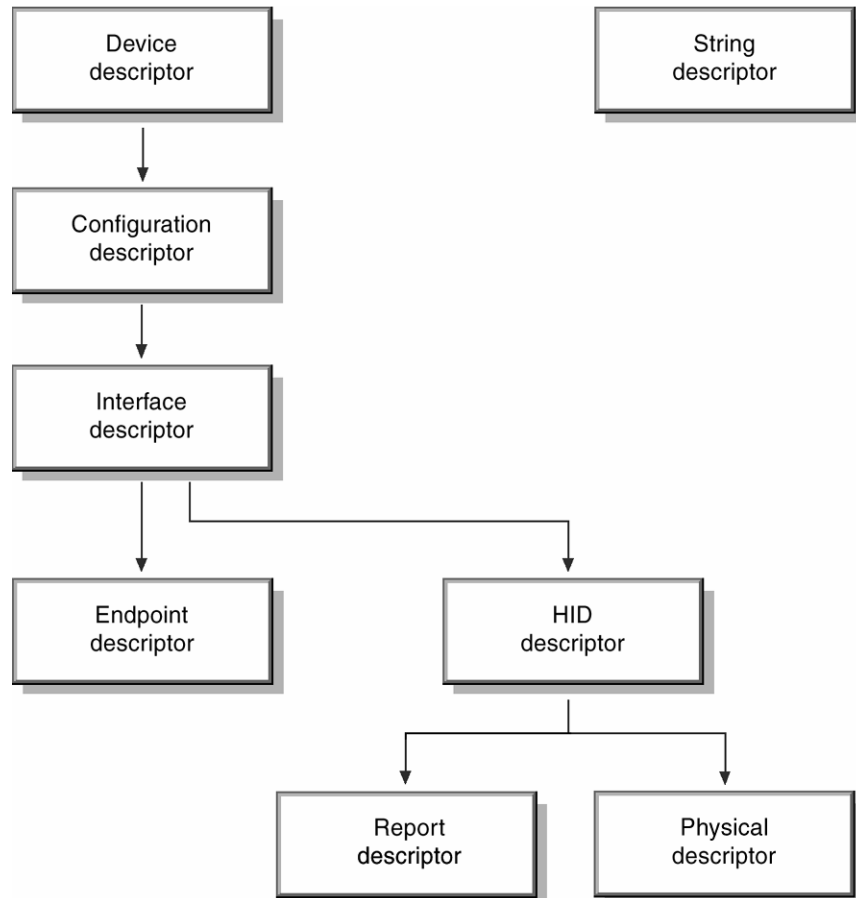 Device
descriptor
String
descriptor
Configuration
descriptor
Interface
descriptor
Endpoint
descriptor
HID
descriptor
Report
descriptor
Physical
descriptor